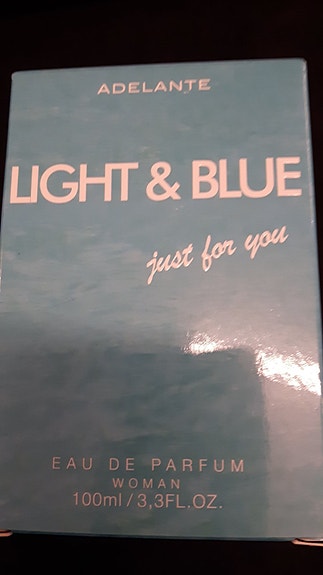 ADELANTE
LIGHT & BLUE
just for you
EAU DE PARFUM
WOMAN
100ml / 3,3FL.OZ.